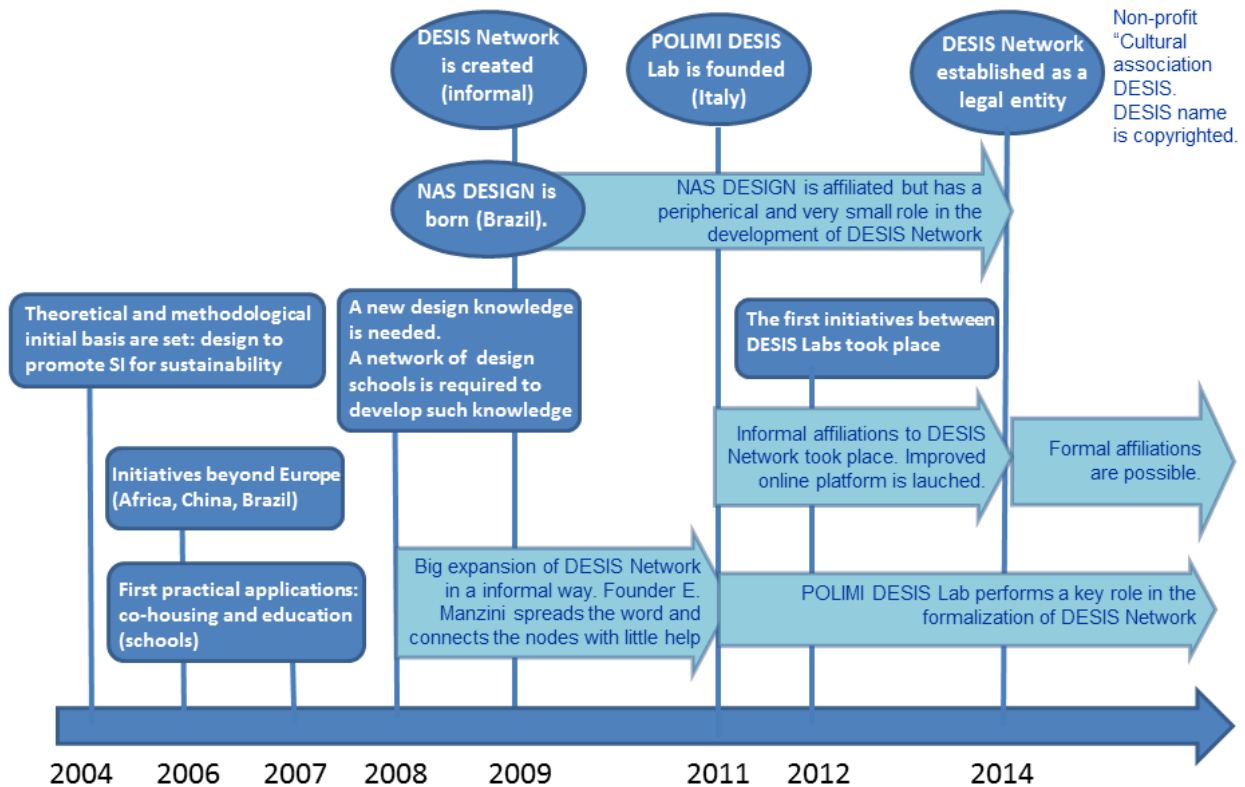 DESIS Network
is created
(informal)
POLIMI DESIS
Lab is founded
(Italy)
DESIS Network
established as a
legal entity
Non-profit
“Cultural
association
DESIS.
DESIS name
is copyrighted.
NAS DESIGN is
born (Brazil).
NAS DESIGN is affiliated but has a
peripherical and very small role in the
development of DESIS Network
Theoretical and methodological
initial basis are set: design to
promote SI for sustainability
A new design knowledge
is needed.
A network of design
schools is required to
develop such knowledge
The first initiatives between
DESIS Labs took place
Informal affiliations to DESIS
Network took place. Improved
online platform is lauched.
Formal affiliations
are possible.
Initiatives beyond Europe
(Africa, China, Brazil)
First practical applications:
co-housing and education
(schools)
Big expansion of DESIS Network
in a informal way. Founder E.
Manzini spreads the word and
connects the nodes with little help
POLIMI DESIS Lab performs a key role in the
formalization of DESIS Network
2004 2006 2007 2008 2009 2011 2012 2014